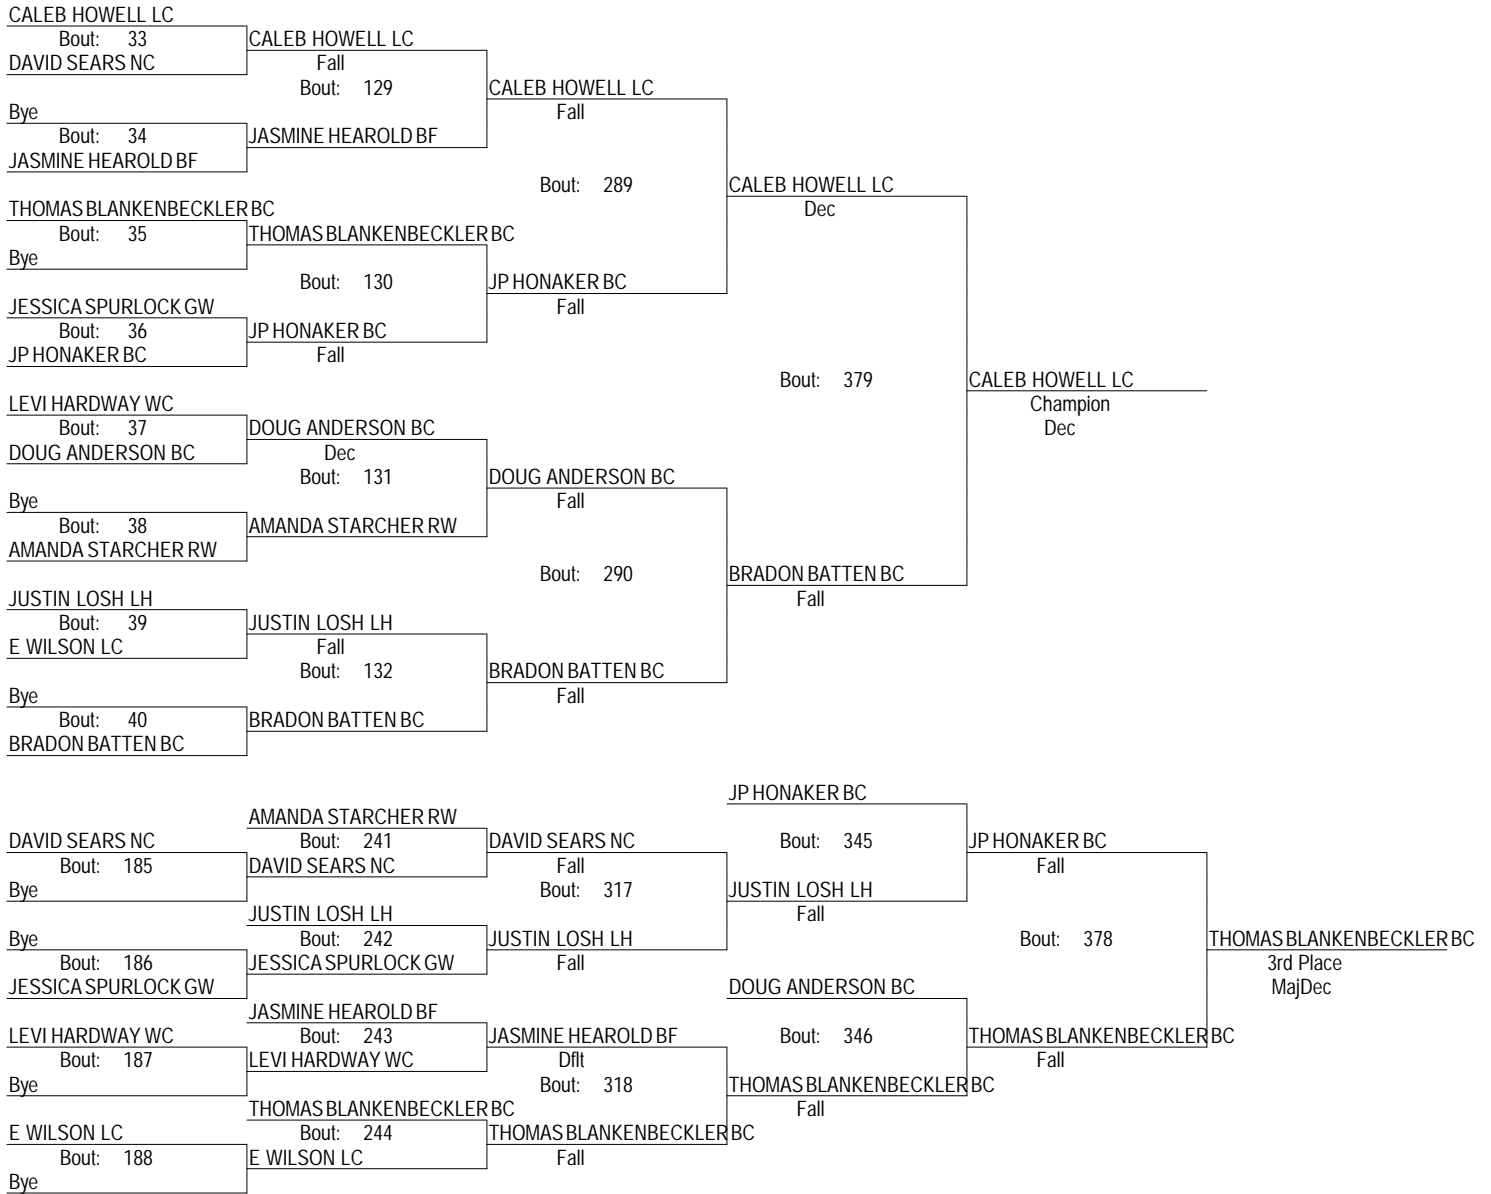 CALEB HOWELL LC
Bout: 33
DAVID SEARS NC
CALEB HOWELL LC
Fall
Bout: 129
CALEB HOWELL LC
Fall
Bye
Bout: 34
JASMINE HEAROLD BF
JASMINE HEAROLD BF
Bout: 289
CALEB HOWELL LC
Dec
THOMAS BLANKENBECKLER BC
Bout: 35
Bye
THOMAS BLANKENBECKLER BC
Bout: 130
JP HONAKER BC
Fall
JESSICA SPURLOCK GW
Bout: 36
JP HONAKER BC
JP HONAKER BC
Fall
Bout: 379
CALEB HOWELL LC
Champion
Dec
LEVI HARDWAY WC
Bout: 37
DOUG ANDERSON BC
DOUG ANDERSON BC
Dec
Bout: 131
DOUG ANDERSON BC
Fall
Bye
Bout: 38
AMANDA STARCHER RW
AMANDA STARCHER RW
Bout: 290
BRADON BATTEN BC
Fall
JUSTIN LOSH LH
Bout: 39
E WILSON LC
JUSTIN LOSH LH
Fall
Bout: 132
BRADON BATTEN BC
Fall
Bye
Bout: 40
BRADON BATTEN BC
BRADON BATTEN BC
JP HONAKER BC
AMANDA STARCHER RW
DAVID SEARS NC
Bout: 241
DAVID SEARS NC
Bout: 345
JP HONAKER BC
Bout: 185
DAVID SEARS NC
Fall
Fall
Bye
Bout: 317
JUSTIN LOSH LH
Fall
JUSTIN LOSH LH
Bye
Bout: 242
JUSTIN LOSH LH
Bout: 378
THOMAS BLANKENBECKLER BC
Bout: 186
JESSICA SPURLOCK GW
Fall
3rd Place
JESSICA SPURLOCK GW
DOUG ANDERSON BC
MajDec
JASMINE HEAROLD BF
LEVI HARDWAY WC
Bout: 243
JASMINE HEAROLD BF
Bout: 346
THOMAS BLANKENBECKLER BC
Bout: 187
LEVI HARDWAY WC
Dflt
Fall
Bye
Bout: 318
THOMAS BLANKENBECKLER BC
Fall
THOMAS BLANKENBECKLER BC
E WILSON LC
Bout: 244
THOMAS BLANKENBECKLER BC
Bout: 188
E WILSON LC
Fall
Bye